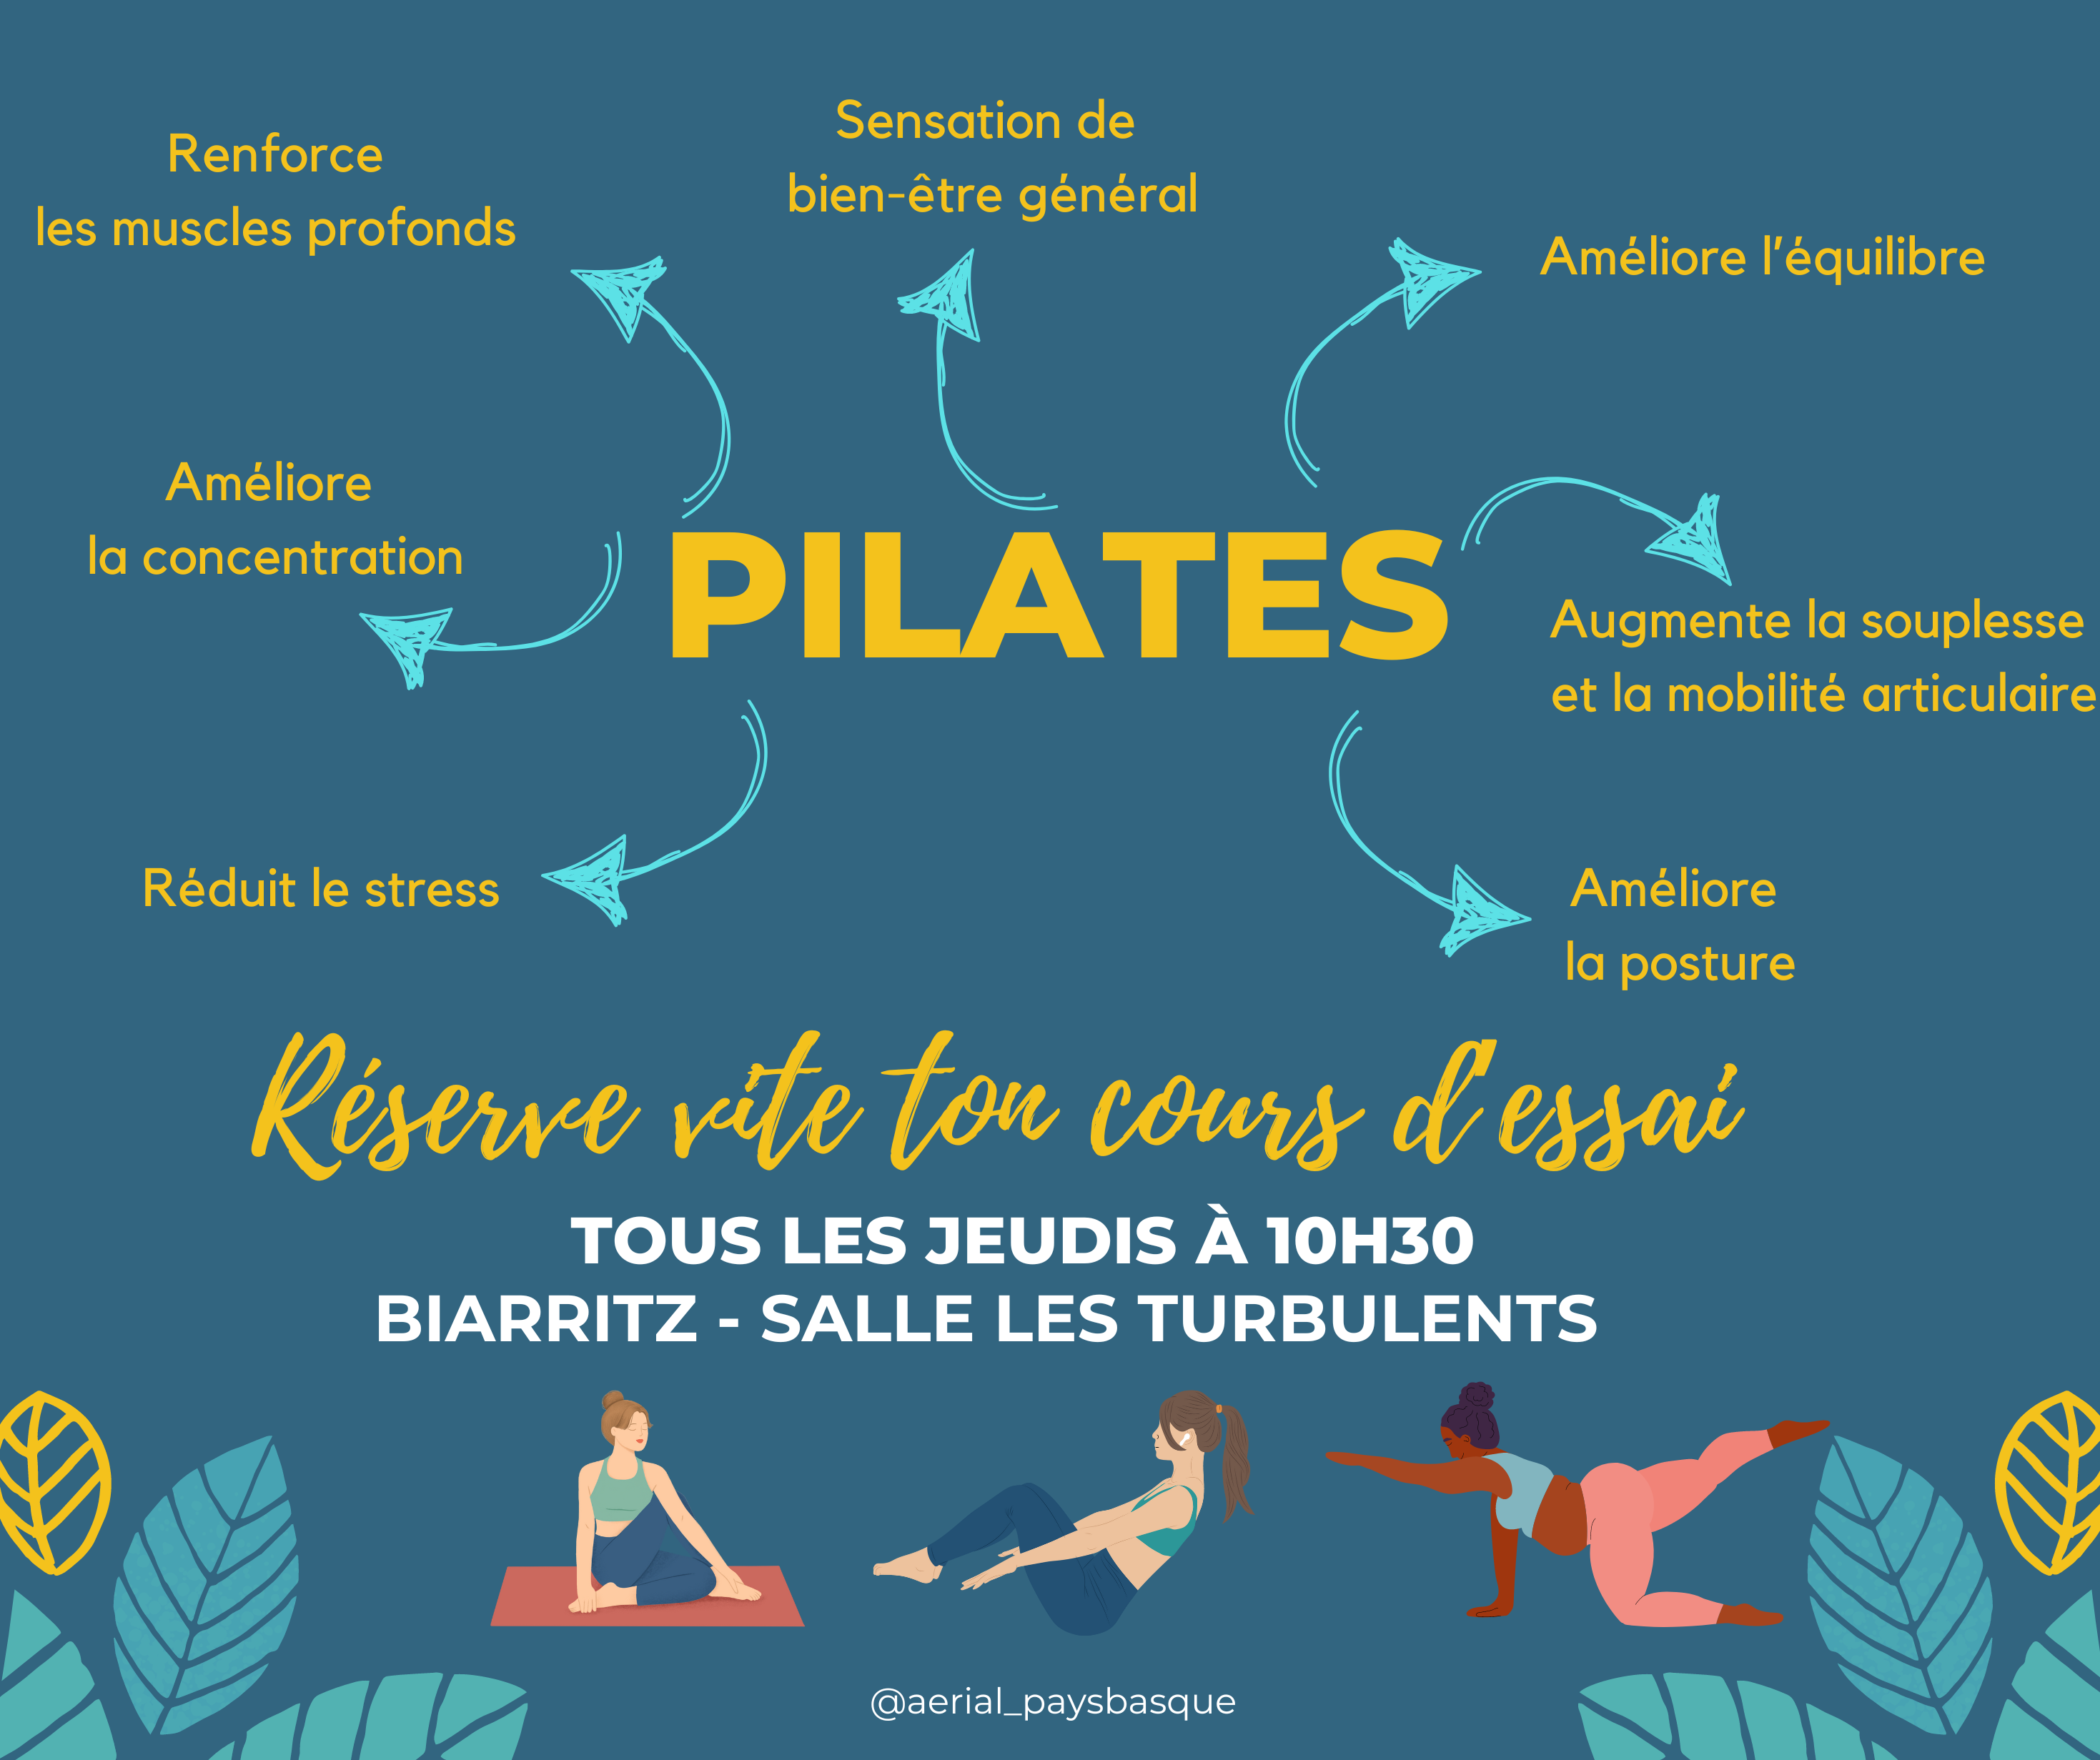 Sensation de
bien-être général
Renforce
les muscles profonds
Améliore l'équilibre
Améliore
la concentration
PILATES
Augmente la souplesse
et la mobilité articulaire
Réduit le stress
Améliore
la posture
Réserve vite ton cours d'essai
TOUS LES JEUDIS À 10H30
BIARRITZ - SALLE LES TURBULENTS
@aerial_paysbasque